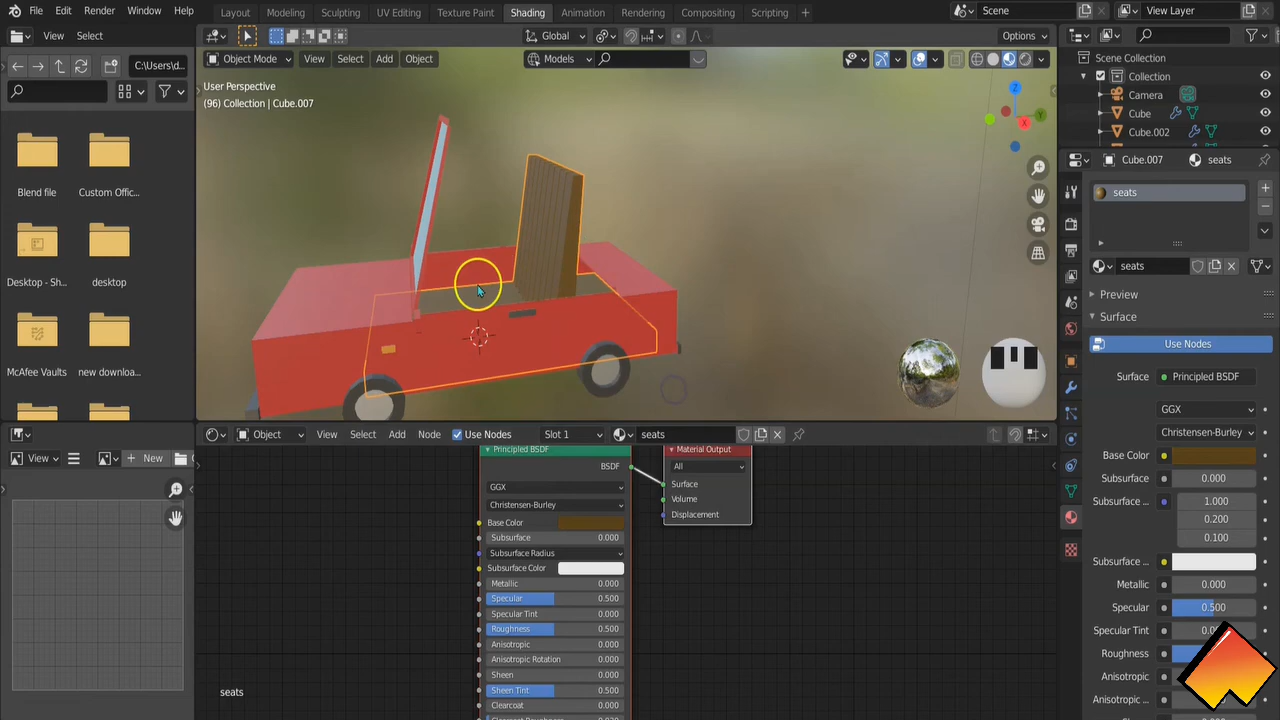 File Edit Render Window Help
Layout Modeling Sculpting UV Editing Texture Paint Shading Animation Rendering Compositing Scripting +
Scene
View Layer
View Select
Global
Options
C:\Users\d...
Object Mode View Select Add Object
Models
User Perspective
(96) Collection | Cube.007
Z
Y
X
Blend file
Custom Offic...
Desktop - Sh...
desktop
McAfee Vaults
new downloa...
Scene Collection
Collection
Camera
Cube
Cube.002
Cube.007
seats
seats
seats
Preview
Surface
Use Nodes
Surface
Principled BSDF
GGX
Christensen-Burley
Base Color
Subsurface 0.000
Subsurface .. 1.000
0.200
0.100
Subsurface ..
Metallic 0.000
Specular 0.500
Specular Tint
Roughness
Anisotropic
Anisotropic .
Object View Select Add Node Use Nodes Slot 1 seats
View
New
Principled BSDF
BSDF
GGX
Christensen-Burley
Base Color
Subsurface 0.000
Subsurface Radius
Subsurface Color
Metallic 0.000
Specular 0.500
Specular Tint 0.000
Roughness 0.500
Anisotropic 0.000
Anisotropic Rotation 0.000
Sheen 0.000
Sheen Tint 0.500
Clearcoat 0.000
Material Output
All
Surface
Volume
Displacement
seats